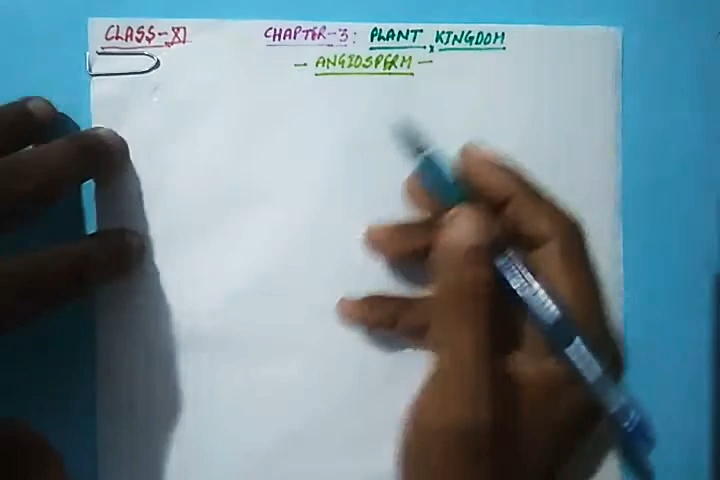 CLASS-XI CHAPTER-3: PLANT KINGDOM
- ANGIOSPERM -